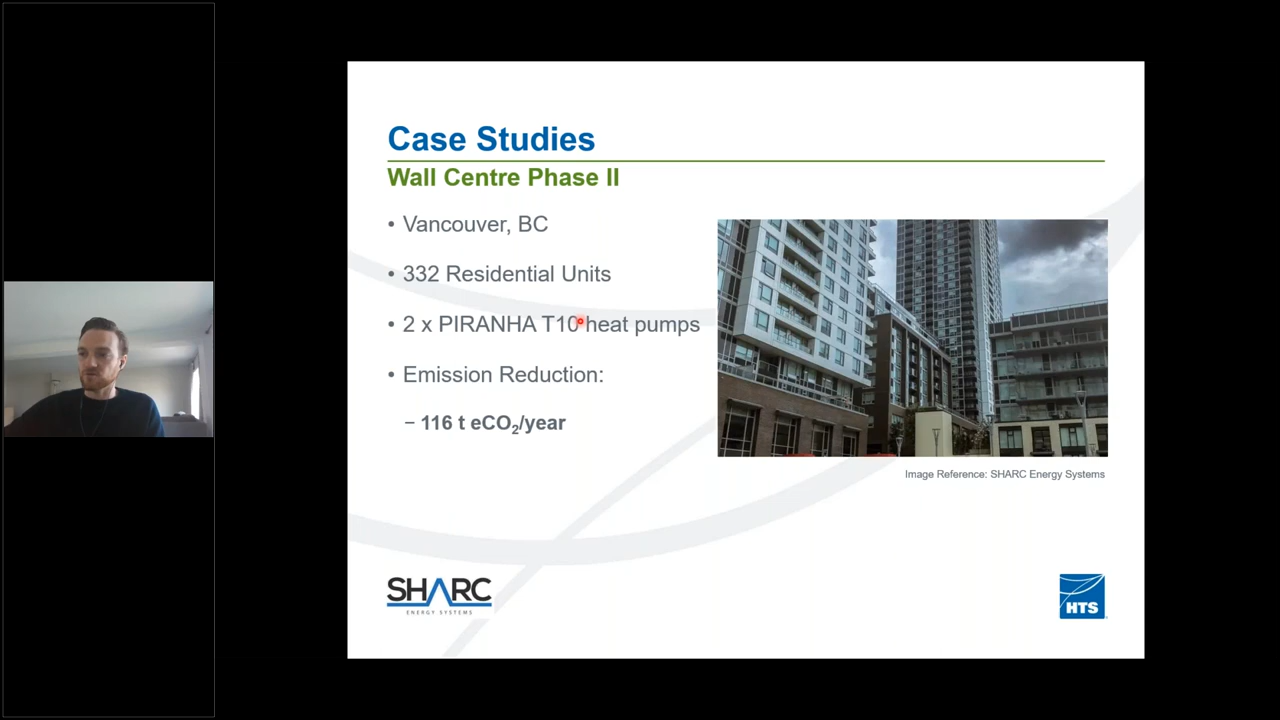 Case Studies
Wall Centre Phase II
• Vancouver, BC
• 332 Residential Units
• 2 x PIRANHA T10 heat pumps
• Emission Reduction:
− 116 t eCO₂/year
Image Reference: SHARC Energy Systems
SHARC
ENERGY SYSTEMS
HTS